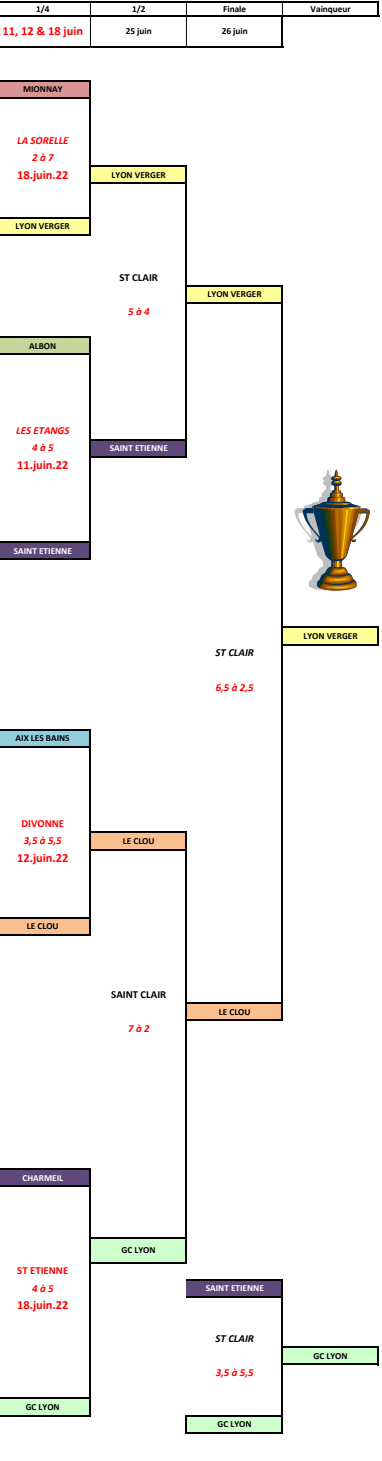 1/4 1/2 Finale Vainqueur
11, 12 & 18 juin 25 juin 26 juin
MIONNAY
LA SORELLE
2 à 7
18.juin.22
LYON VERGER
LYON VERGER
ST CLAIR
5 à 4
LYON VERGER
ALBON
LES ETANGS
4 à 5
11.juin.22
SAINT ETIENNE
SAINT ETIENNE
LYON VERGER
ST CLAIR
6,5 à 2,5
AIX LES BAINS
DIVONNE
3,5 à 5,5
12.juin.22
LE CLOU
LE CLOU
SAINT CLAIR
7 à 2
LE CLOU
CHARMEIL
ST ETIENNE
4 à 5
18.juin.22
GC LYON
GC LYON
SAINT ETIENNE
ST CLAIR
3,5 à 5,5
GC LYON
GC LYON